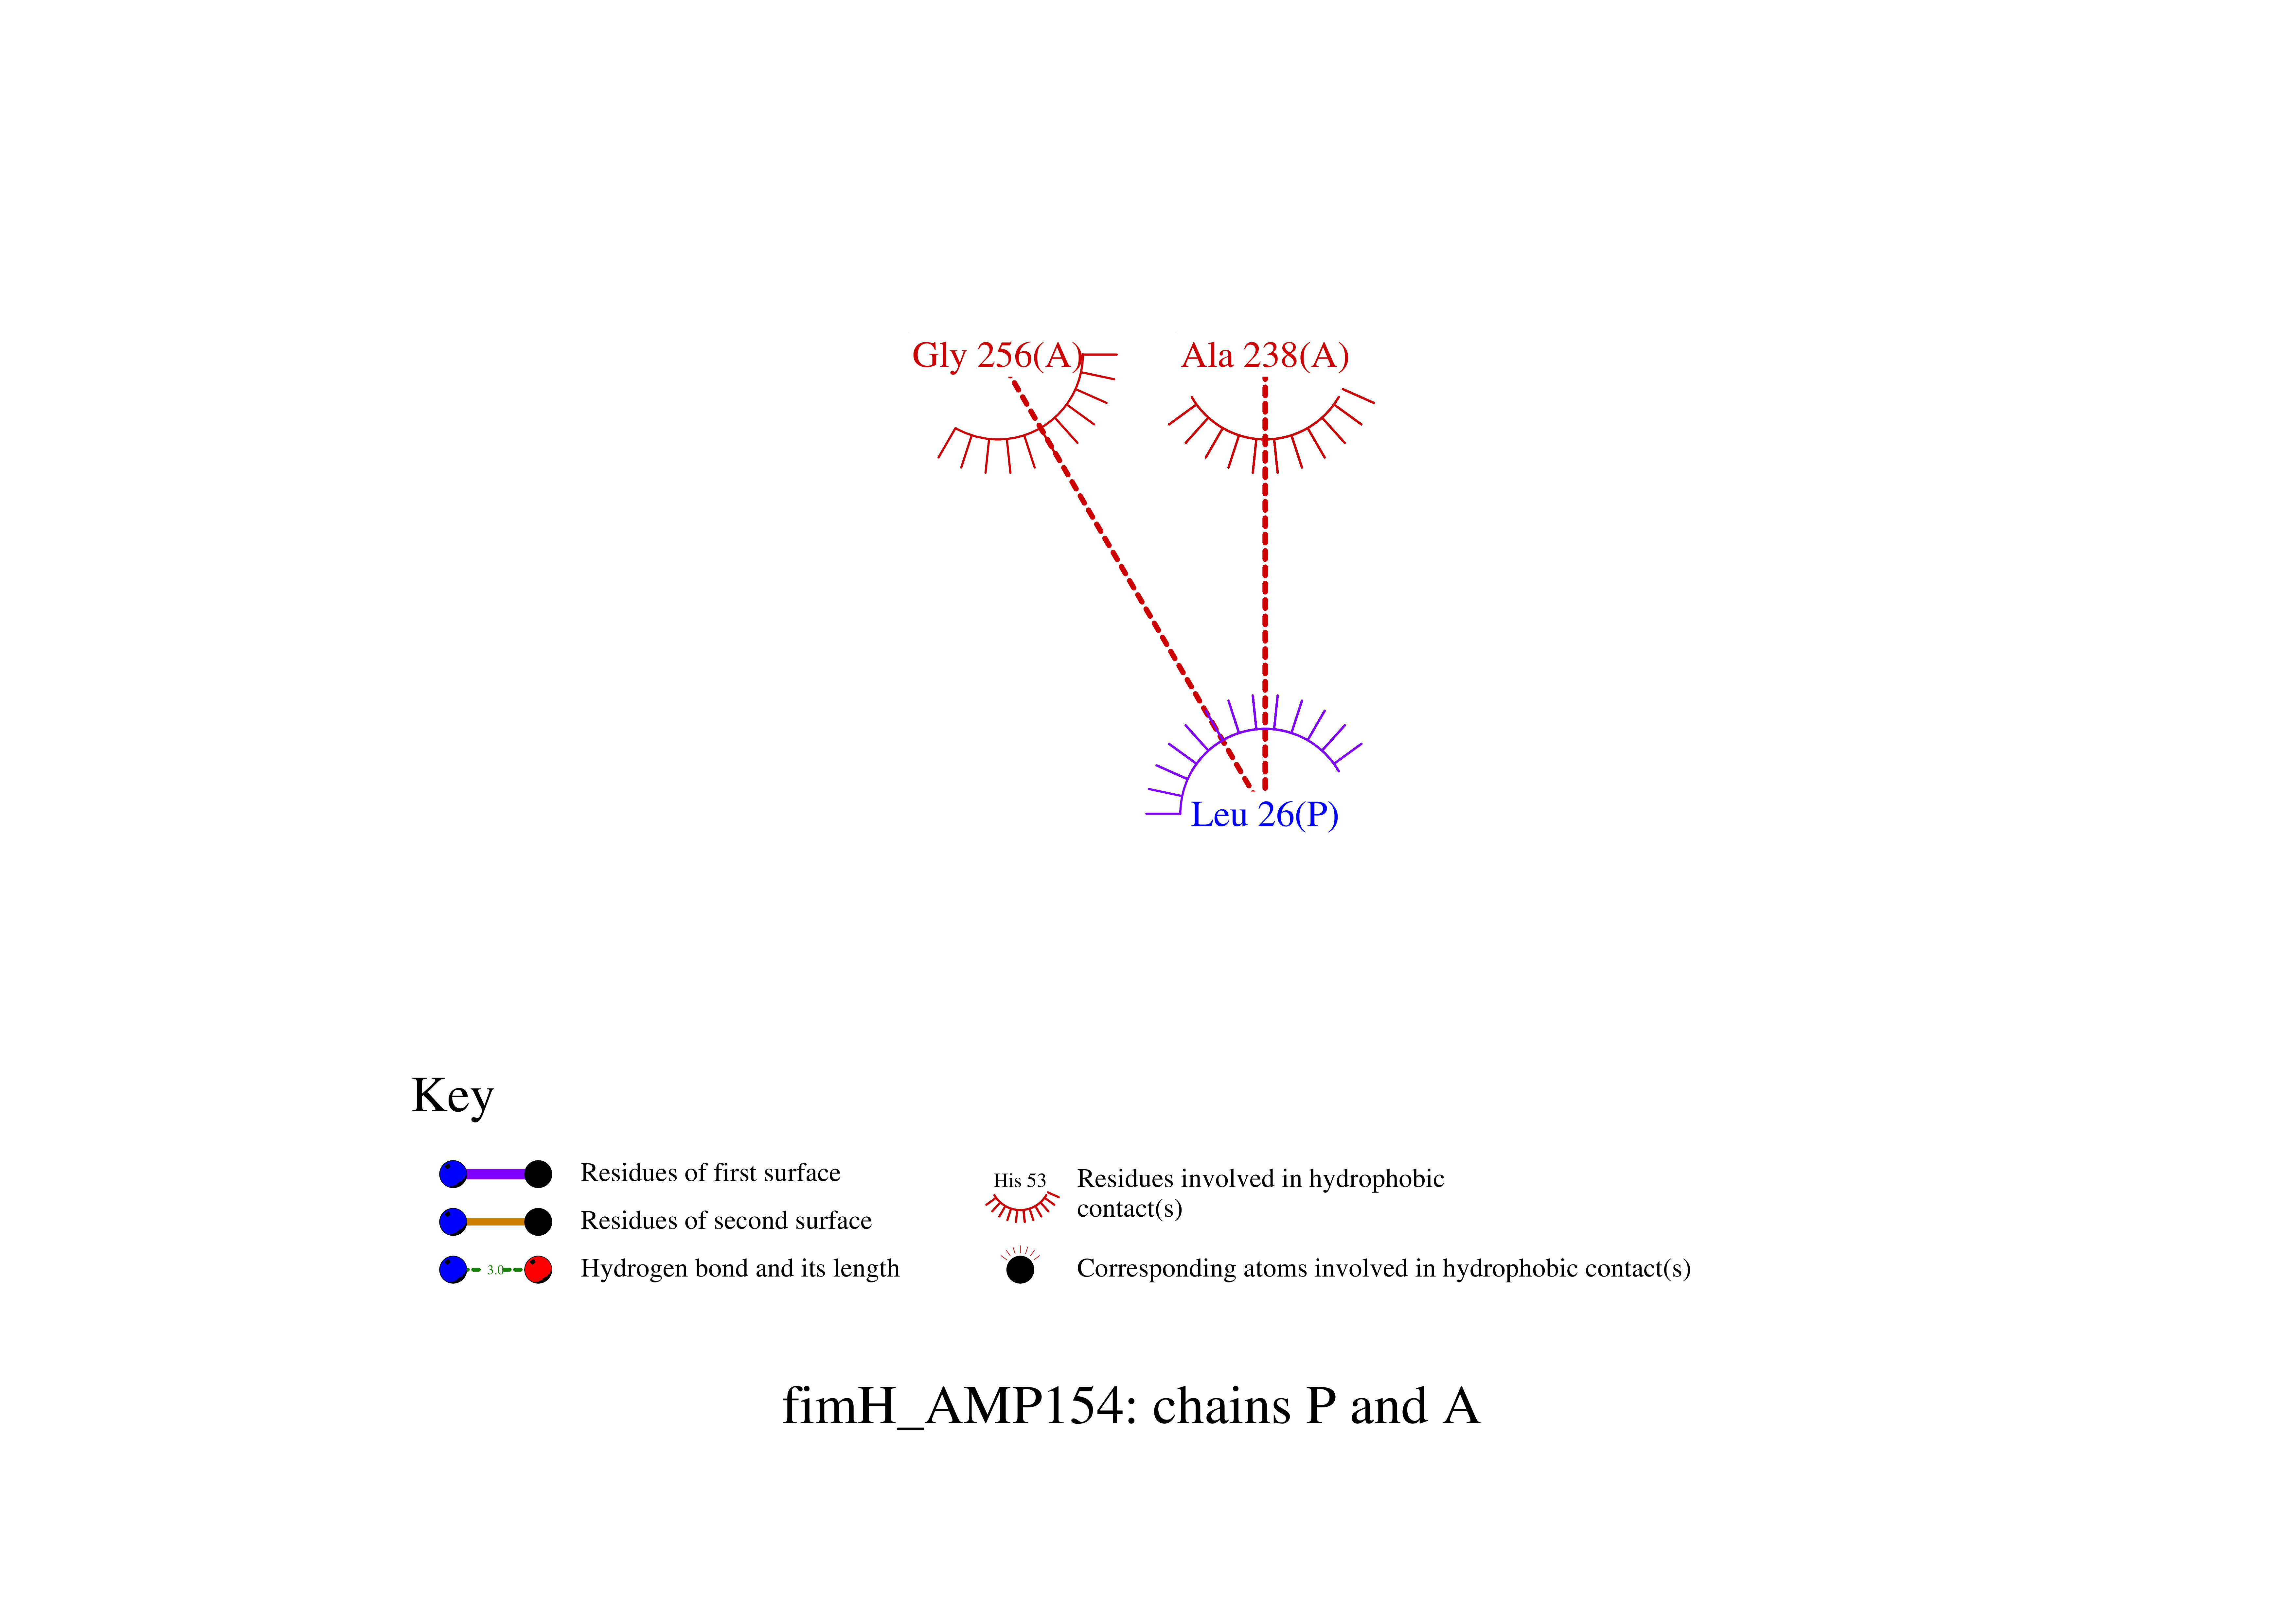 Gly 256(A) Ala 238(A)
Leu 26(P)
Key
Residues of first surface
Residues of second surface
3.0 Hydrogen bond and its length
His 53 Residues involved in hydrophobic
contact(s)
Corresponding atoms involved in hydrophobic contact(s)
fimH_AMP154: chains P and A